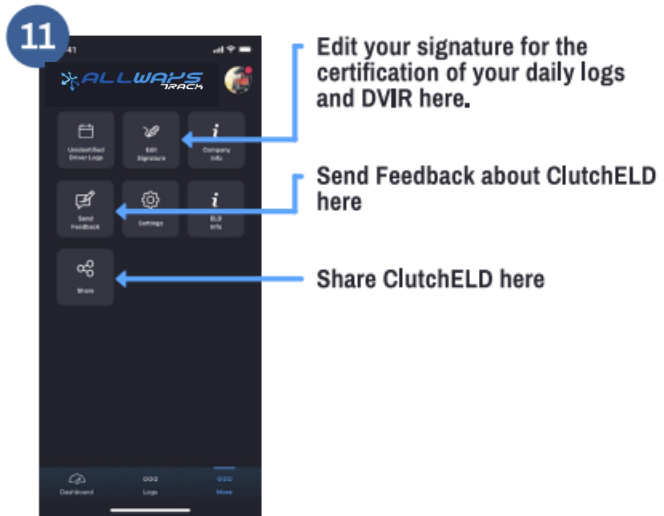 11
41
ALLWAYS
TRACK
Unidentified
Driver Logs
Edit
Signature
Company
Info
Send
Feedback
Settings
ELD
Info
Share
Dashboard
Logs
More
Edit your signature for the
certification of your daily logs
and DVIR here.
Send Feedback about ClutchELD
here
Share ClutchELD here